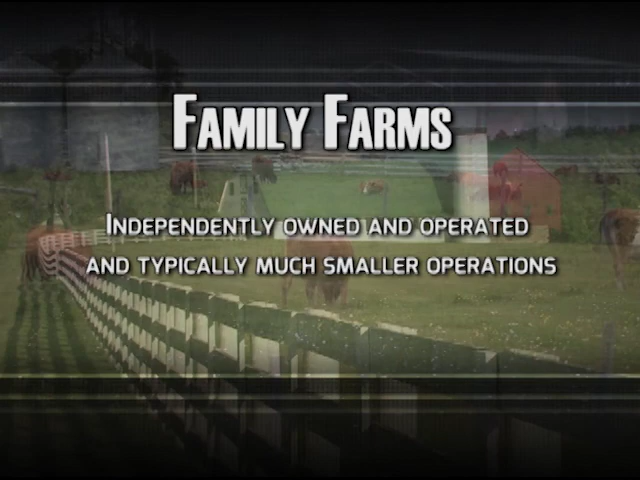 Family Farms
Independently owned and operated
and typically much smaller operations